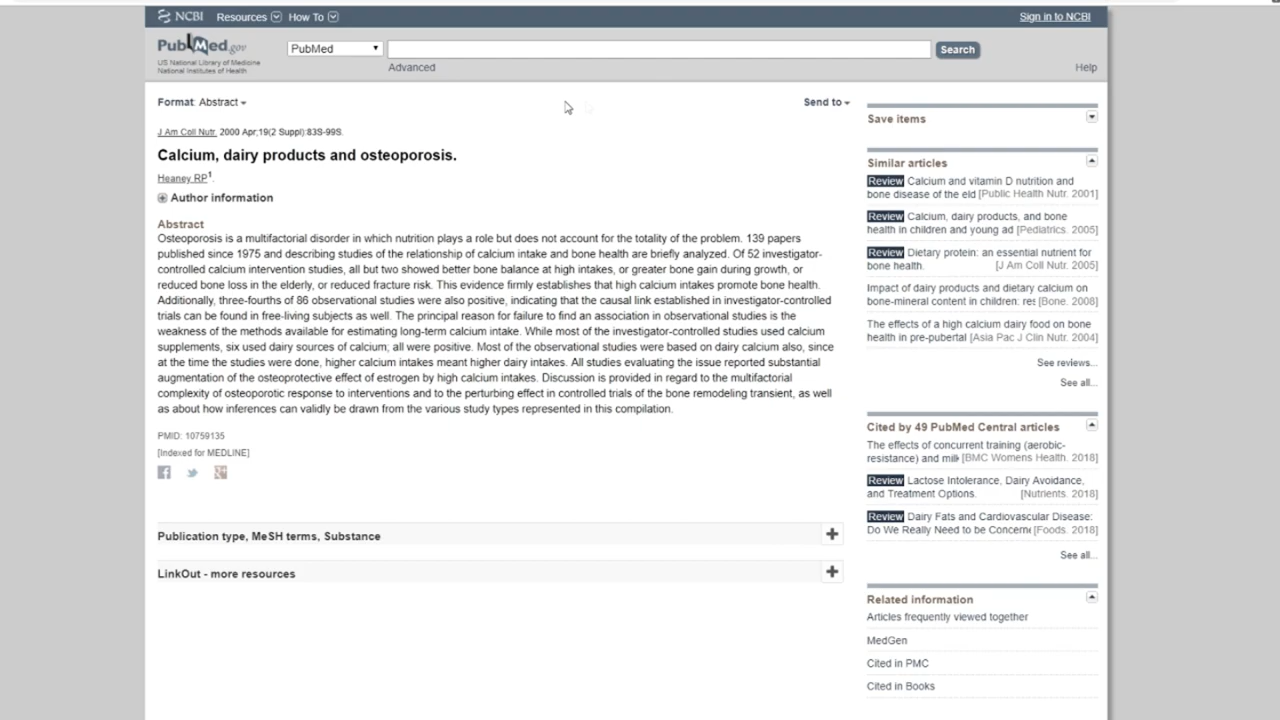 NCBI Resources How To Sign in to NCBI
PubMed.gov
US National Library of Medicine
National Institutes of Health
PubMed Search
Advanced Help
Format: Abstract Send to
J Am Coll Nutr. 2000 Apr;19(2 Suppl):83S-99S.
Calcium, dairy products and osteoporosis.
Heaney RP1.
Author information
Abstract
Osteoporosis is a multifactorial disorder in which nutrition plays a role but does not account for the totality of the problem. 139 papers
published since 1975 and describing studies of the relationship of calcium intake and bone health are briefly analyzed. Of 52 investigator-
controlled calcium intervention studies, all but two showed better bone balance at high intakes, or greater bone gain during growth, or
reduced bone loss in the elderly, or reduced fracture risk. This evidence firmly establishes that high calcium intakes promote bone health.
Additionally, three-fourths of 86 observational studies were also positive, indicating that the causal link established in investigator-controlled
trials can be found in free-living subjects as well. The principal reason for failure to find an association in observational studies is the
weakness of the methods available for estimating long-term calcium intake. While most of the investigator-controlled studies used calcium
supplements, six used dairy sources of calcium; all were positive. Most of the observational studies were based on dairy calcium also, since
at the time the studies were done, higher calcium intakes meant higher dairy intakes. All studies evaluating the issue reported substantial
augmentation of the osteoprotective effect of estrogen by high calcium intakes. Discussion is provided in regard to the multifactorial
complexity of osteoporotic response to interventions and to the perturbing effect in controlled trials of the bone remodeling transient, as well
as about how inferences can validly be drawn from the various study types represented in this compilation.
PMID: 10759135
[Indexed for MEDLINE]
Publication type, MeSH terms, Substance
LinkOut - more resources
Save items
Similar articles
Review Calcium and vitamin D nutrition and
bone disease of the eld [Public Health Nutr. 2001]
Review Calcium, dairy products, and bone
health in children and young ad [Pediatrics. 2005]
Review Dietary protein: an essential nutrient for
bone health. [J Am Coll Nutr. 2005]
Impact of dairy products and dietary calcium on
bone-mineral content in children: res [Bone. 2008]
The effects of a high calcium dairy food on bone
health in pre-pubertal [Asia Pac J Clin Nutr. 2004]
See reviews...
See all...
Cited by 49 PubMed Central articles
The effects of concurrent training (aerobic-
resistance) and milk [BMC Womens Health. 2018]
Review Lactose Intolerance, Dairy Avoidance,
and Treatment Options. [Nutrients. 2018]
Review Dairy Fats and Cardiovascular Disease:
Do We Really Need to be Concerne [Foods. 2018]
See all...
Related information
Articles frequently viewed together
MedGen
Cited in PMC
Cited in Books